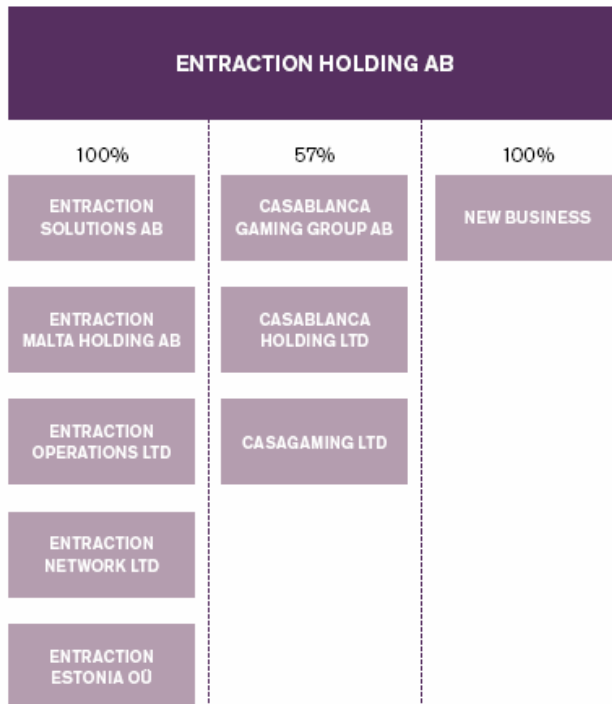 ENTRACTION HOLDING AB
100%
ENTRACTION
SOLUTIONS AB
ENTRACTION
MALTA HOLDING AB
ENTRACTION
OPERATIONS LTD
ENTRACTION
NETWORK LTD
ENTRACTION
ESTONIA OÜ
57%
CASABLANCA
GAMING GROUP AB
CASABLANCA
HOLDING LTD
CASAGAMING LTD
100%
NEW BUSINESS